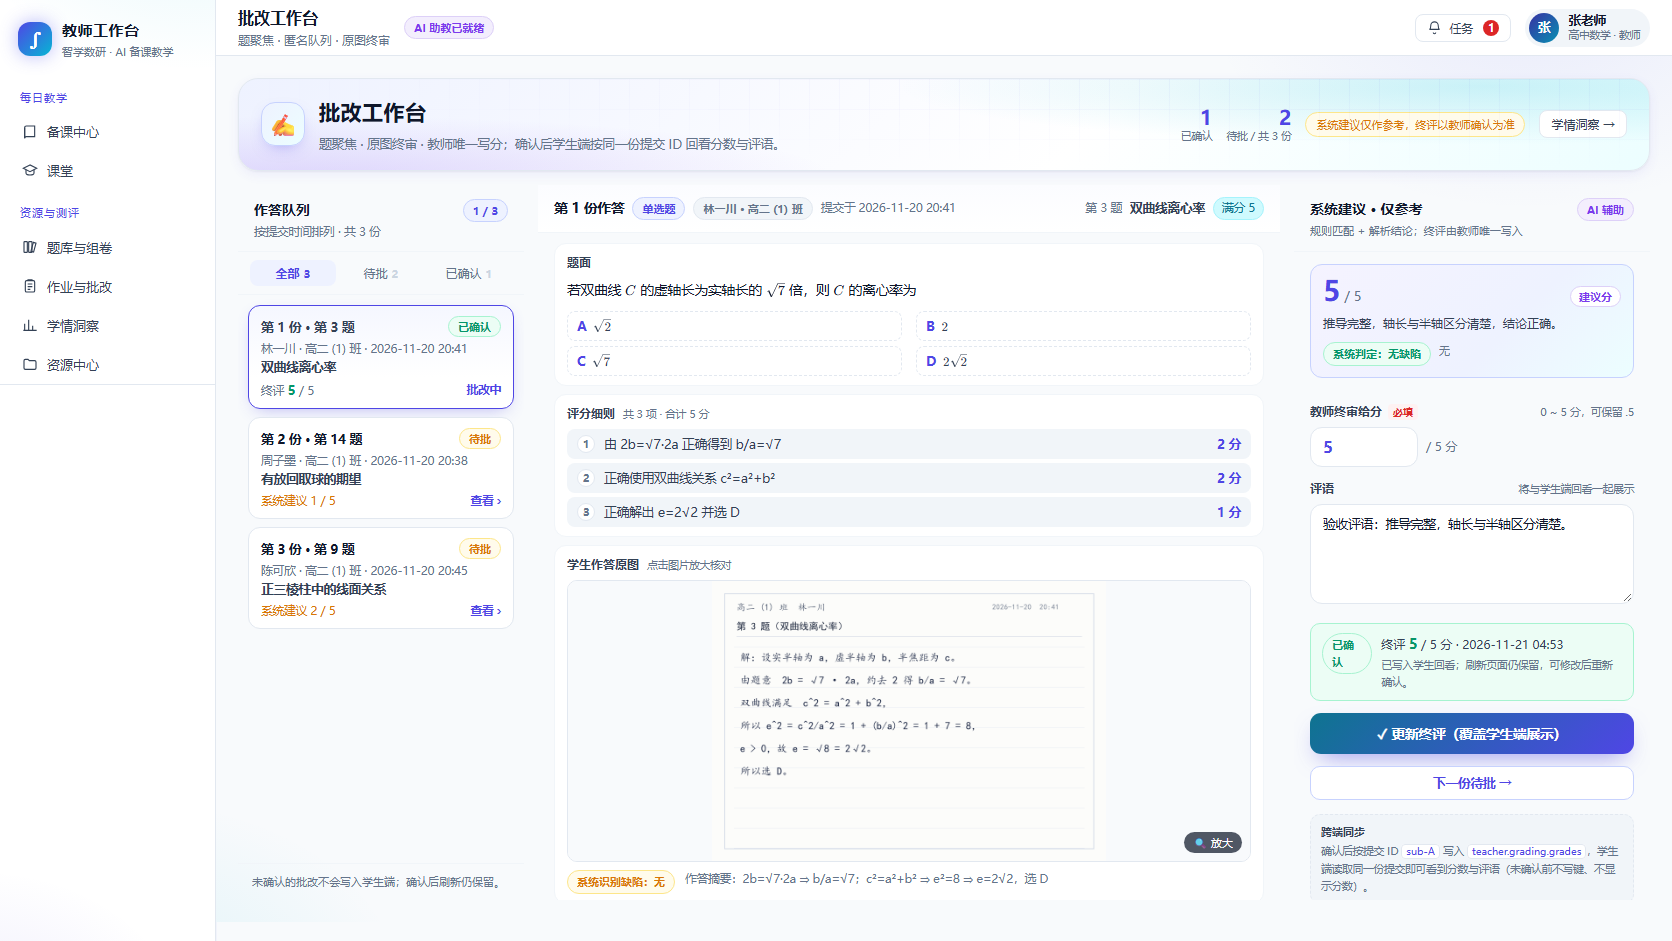 ∫
教师工作台
智学数研 · AI 备课教学
每日教学
备课中心
课堂
资源与测评
题库与组卷
作业与批改
学情洞察
资源中心
批改工作台
题聚焦 · 匿名队列 · 原图终审
AI 助教已就绪
任务 1
张
张老师
高中数学 · 教师
✍️
批改工作台
题聚焦 · 原图终审 · 教师唯一写分；确认后学生端按同一份提交 ID 回看分数与评语。
1
已确认
2
待批 / 共 3 份
系统建议仅作参考，终评以教师确认为准
学情洞察 →
作答队列
1 / 3
按提交时间排列 · 共 3 份
全部 3
待批 2
已确认 1
第 1 份 • 第 3 题
已确认
林一川 · 高二 (1) 班 · 2026-11-20 20:41
双曲线离心率
终评 5 / 5
批改中
第 2 份 • 第 14 题
待批
周子墨 · 高二 (1) 班 · 2026-11-20 20:38
有放回取球的期望
系统建议 1 / 5
查看 ›
第 3 份 • 第 9 题
待批
陈可欣 · 高二 (1) 班 · 2026-11-20 20:45
正三棱柱中的线面关系
系统建议 2 / 5
查看 ›
未确认的批改不会写入学生端；确认后刷新仍保留。
第 1 份作答
单选题
林一川 • 高二 (1) 班
提交于 2026-11-20 20:41
第 3 题 双曲线离心率
满分 5
题面
若双曲线 C 的虚轴长为实轴长的 √7 倍，则 C 的离心率为
A √2
B 2
C √7
D 2√2
评分细则 共 3 项 · 合计 5 分
1 由 2b=√7·2a 正确得到 b/a=√7 2 分
2 正确使用双曲线关系 c²=a²+b² 2 分
3 正确解出 e=2√2 并选 D 1 分
学生作答原图 点击图片放大核对
高二 (1) 班 林一川 2026-11-20 20:41
第 3 题（双曲线离心率）
解：设实半轴为 a，虚半轴为 b，半焦距为 c。
由题意 2b = √7 • 2a，约去 2 得 b/a = √7。
双曲线满足 c^2 = a^2 + b^2，
所以 e^2 = c^2/a^2 = 1 + (b/a)^2 = 1 + 7 = 8，
e > 0，故 e = √8 = 2√2。
所以选 D。
放大
系统识别缺陷：无
作答摘要：2b=√7·2a ⇒ b/a=√7；c²=a²+b² ⇒ e²=8 ⇒ e=2√2，选 D
系统建议 • 仅参考
AI 辅助
规则匹配 + 解析结论；终评由教师唯一写入
5 / 5
建议分
推导完整，轴长与半轴区分清楚，结论正确。
系统判定：无缺陷
无
教师终审给分 必填
0 ~ 5 分，可保留 .5
5
/ 5 分
评语
将与学生端回看一起展示
验收评语：推导完整，轴长与半轴区分清楚。
已确认
终评 5 / 5 分 · 2026-11-21 04:53
已写入学生回看；刷新页面仍保留，可修改后重新
确认。
✓ 更新终评（覆盖学生端展示）
下一份待批 →
跨端同步
确认后按提交 ID sub-A 写入 teacher.grading.grades ，学生
端读取同一份提交即可看到分数与评语（未确认前不写键、不显
示分数）。